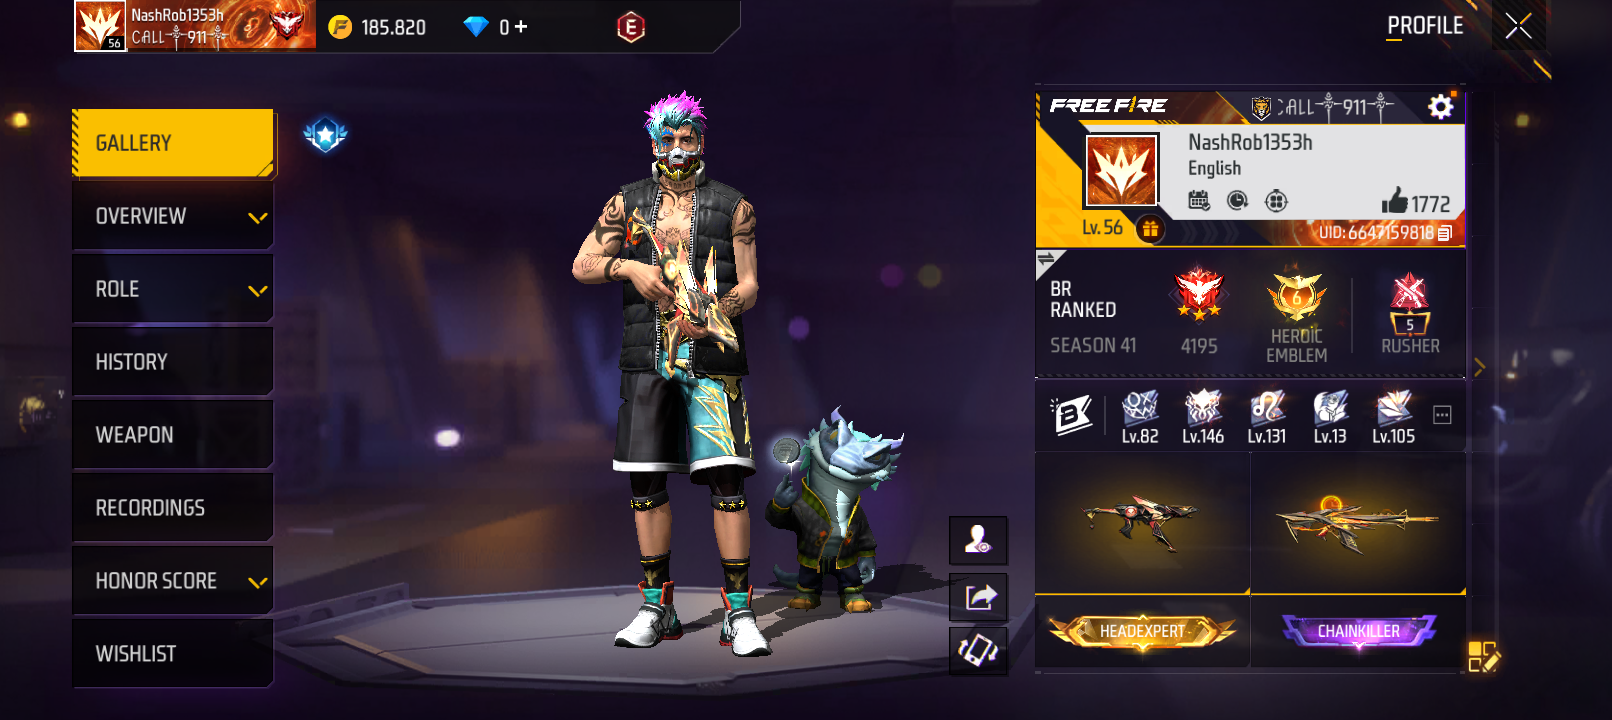 NashRob1353h
CALL 911
56
185.820
0 +
E
PROFILE
GALLERY
OVERVIEW
ROLE
HISTORY
WEAPON
RECORDINGS
HONOR SCORE
WISHLIST
FREE FIRE
CALL 911
NashRob1353h
English
1772
Lv. 56
UID: 6647159818
BR
RANKED
SEASON 41
4195
6
HEROIC
EMBLEM
5
RUSHER
B
Lv.82
Lv.146
Lv.131
Lv.13
Lv.105
HEADEXPERT
CHAINKILLER